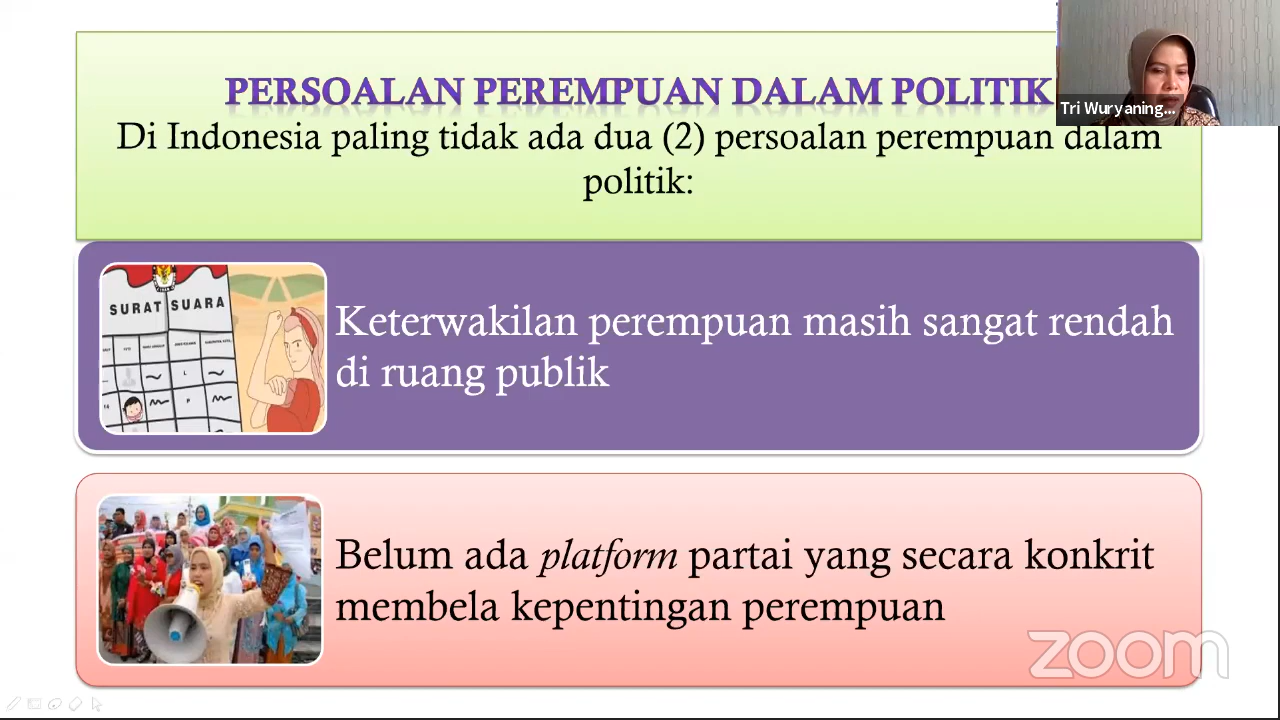 PERSOALAN PEREMPUAN DALAM POLITIK
Tri Wuryaning...
Di Indonesia paling tidak ada dua (2) persoalan perempuan dalam
politik:
SURAT SUARA
Keterwakilan perempuan masih sangat rendah
di ruang publik
Belum ada platform partai yang secara konkrit
membela kepentingan perempuan
zoom